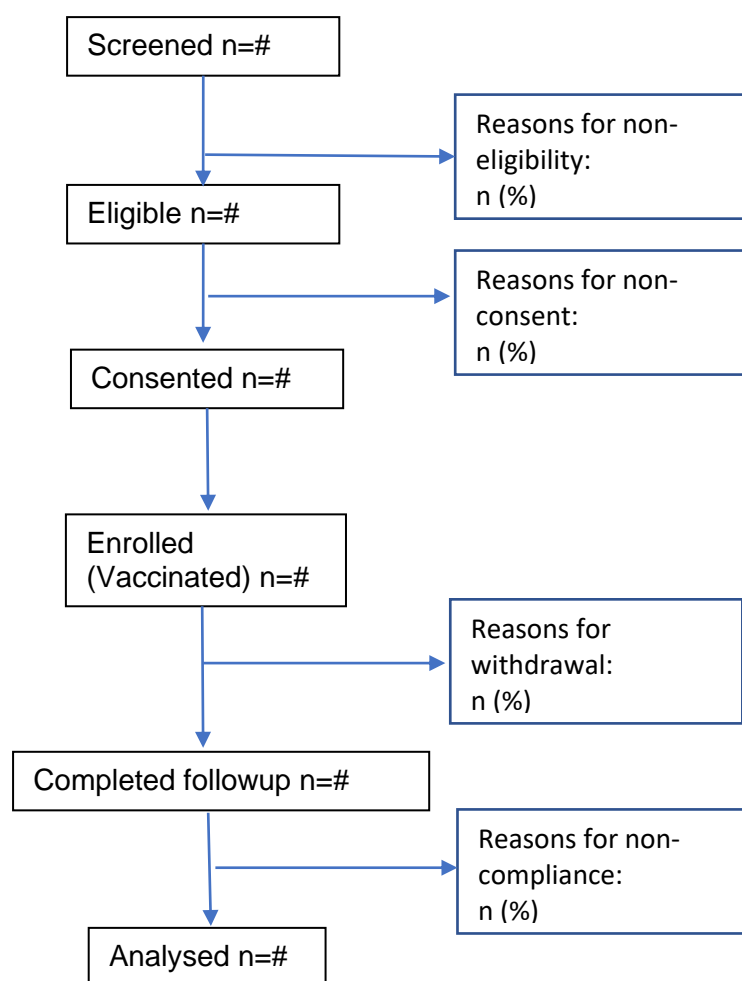 Screened n=#
Reasons for non-
eligibility:
n (%)
Eligible n=#
Reasons for non-
consent:
n (%)
Consented n=#
Enrolled
(Vaccinated) n=#
Reasons for
withdrawal:
n (%)
Completed followup n=#
Reasons for non-
compliance:
n (%)
Analysed n=#